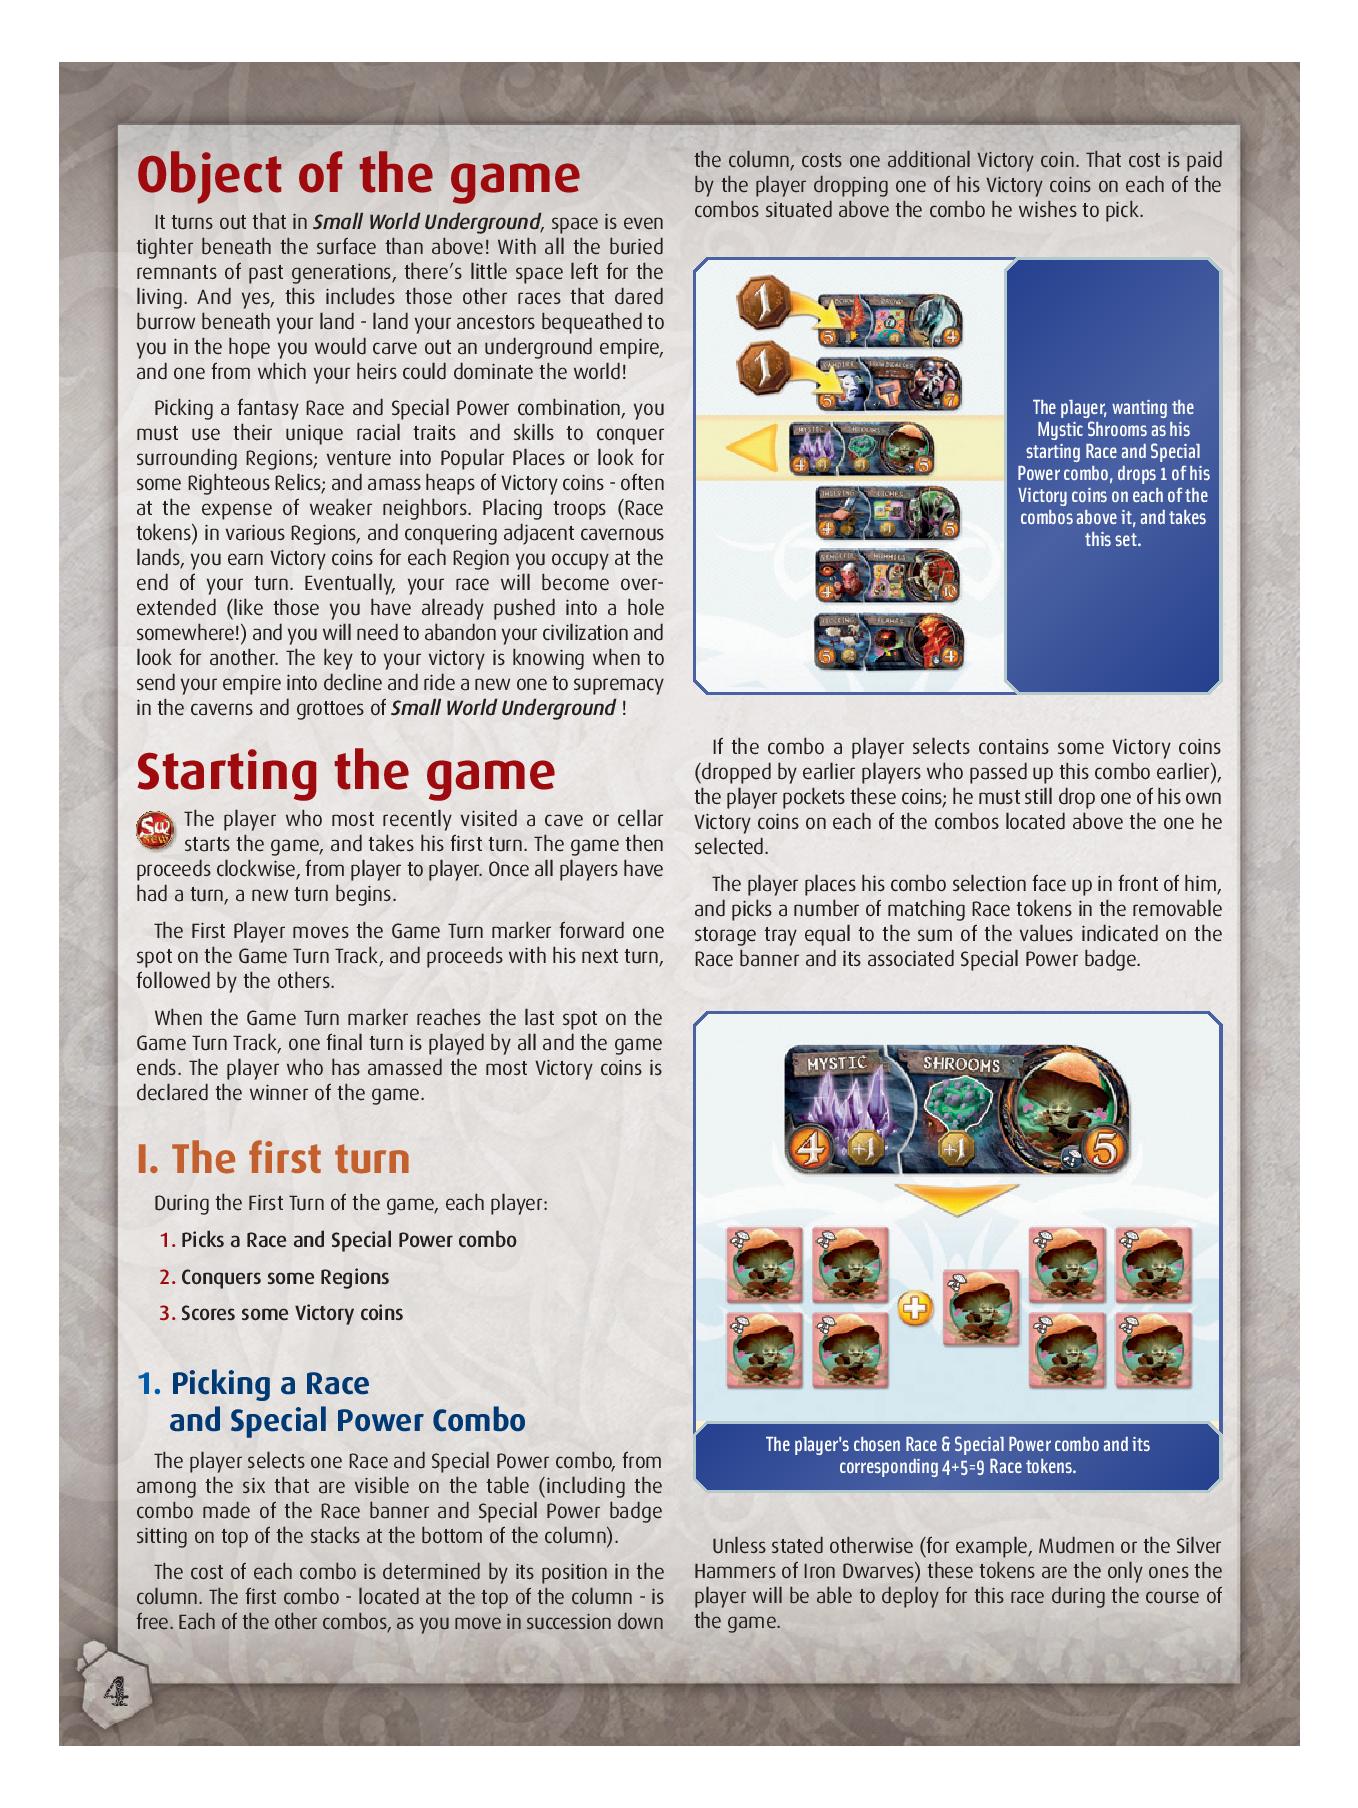 Object of the game
It turns out that in Small World Underground, space is even
tighter beneath the surface than above! With all the buried
remnants of past generations, there's little space left for the
living. And yes, this includes those other races that dared
burrow beneath your land - land your ancestors bequeathed to
you in the hope you would carve out an underground empire,
and one from which your heirs could dominate the world!
Picking a fantasy Race and Special Power combination, you
must use their unique racial traits and skills to conquer
surrounding Regions; venture into Popular Places or look for
some Righteous Relics; and amass heaps of Victory coins - often
at the expense of weaker neighbors. Placing troops (Race
tokens) in various Regions, and conquering adjacent cavernous
lands, you earn Victory coins for each Region you occupy at the
end of your turn. Eventually, your race will become over-
extended (like those you have already pushed into a hole
somewhere!) and you will need to abandon your civilization and
look for another. The key to your victory is knowing when to
send your empire into decline and ride a new one to supremacy
in the caverns and grottoes of Small World Underground !
Starting the game
The player who most recently visited a cave or cellar
starts the game, and takes his first turn. The game then
proceeds clockwise, from player to player. Once all players have
had a turn, a new turn begins.
The First Player moves the Game Turn marker forward one
spot on the Game Turn Track, and proceeds with his next turn,
followed by the others.
When the Game Turn marker reaches the last spot on the
Game Turn Track, one final turn is played by all and the game
ends. The player who has amassed the most Victory coins is
declared the winner of the game.
I. The first turn
During the First Turn of the game, each player:
1. Picks a Race and Special Power combo
2. Conquers some Regions
3. Scores some Victory coins
1. Picking a Race
and Special Power Combo
The player selects one Race and Special Power combo, from
among the six that are visible on the table (including the
combo made of the Race banner and Special Power badge
sitting on top of the stacks at the bottom of the column).
The cost of each combo is determined by its position in the
column. The first combo - located at the top of the column - is
free. Each of the other combos, as you move in succession down
4
the column, costs one additional Victory coin. That cost is paid
by the player dropping one of his Victory coins on each of the
combos situated above the combo he wishes to pick.
1
5 4
1
5 7
MYSTIC SHROOMS
4 +1 +1 5
4 5
4 10
5 4
The player, wanting the
Mystic Shrooms as his
starting Race and Special
Power combo, drops 1 of his
Victory coins on each of the
combos above it, and takes
this set.
If the combo a player selects contains some Victory coins
(dropped by earlier players who passed up this combo earlier),
the player pockets these coins; he must still drop one of his own
Victory coins on each of the combos located above the one he
selected.
The player places his combo selection face up in front of him,
and picks a number of matching Race tokens in the removable
storage tray equal to the sum of the values indicated on the
Race banner and its associated Special Power badge.
MYSTIC SHROOMS
4 +1 +1 5
The player's chosen Race & Special Power combo and its
corresponding 4+5=9 Race tokens.
Unless stated otherwise (for example, Mudmen or the Silver
Hammers of Iron Dwarves) these tokens are the only ones the
player will be able to deploy for this race during the course of
the game.